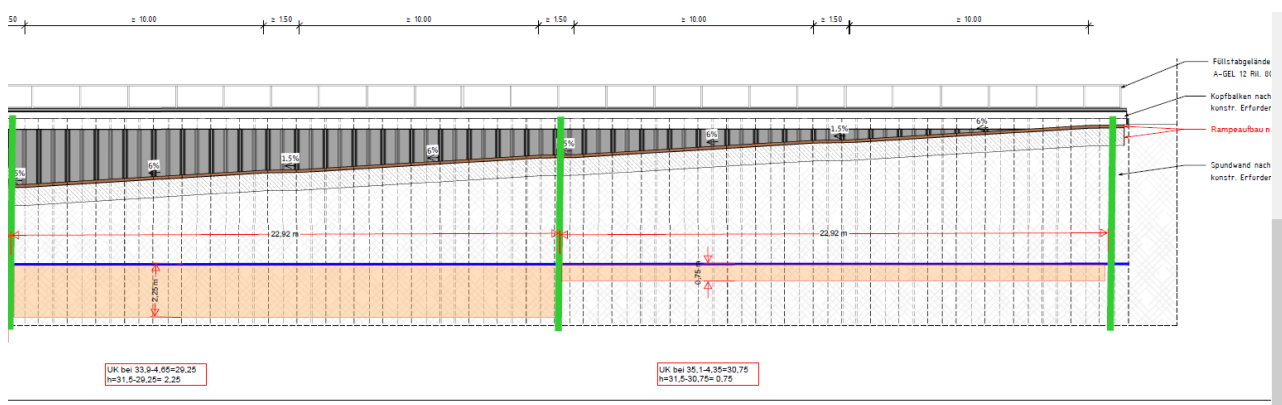 50 ≥ 10.00 ≥ 1.50 ≥ 10.00 ≥ 1.50 ≥ 10.00 ≥ 1.50 ≥ 10.00
Füllstabgelände
A-GEL 12 Ril. 80
Kopfbalken nach
konstr. Erforder
Rampeaufbau n
Spundwand nach
konstr. Erforder
5% 6% 1.5% 6% 5% 6% 1.5% 6%
22,92 m 22,92 m
2,25 m 0,75 m
UK bei 33,9-4,65=29,25
h=31,5-29,25= 2,25
UK bei 35,1-4,35=30,75
h=31,5-30,75= 0,75